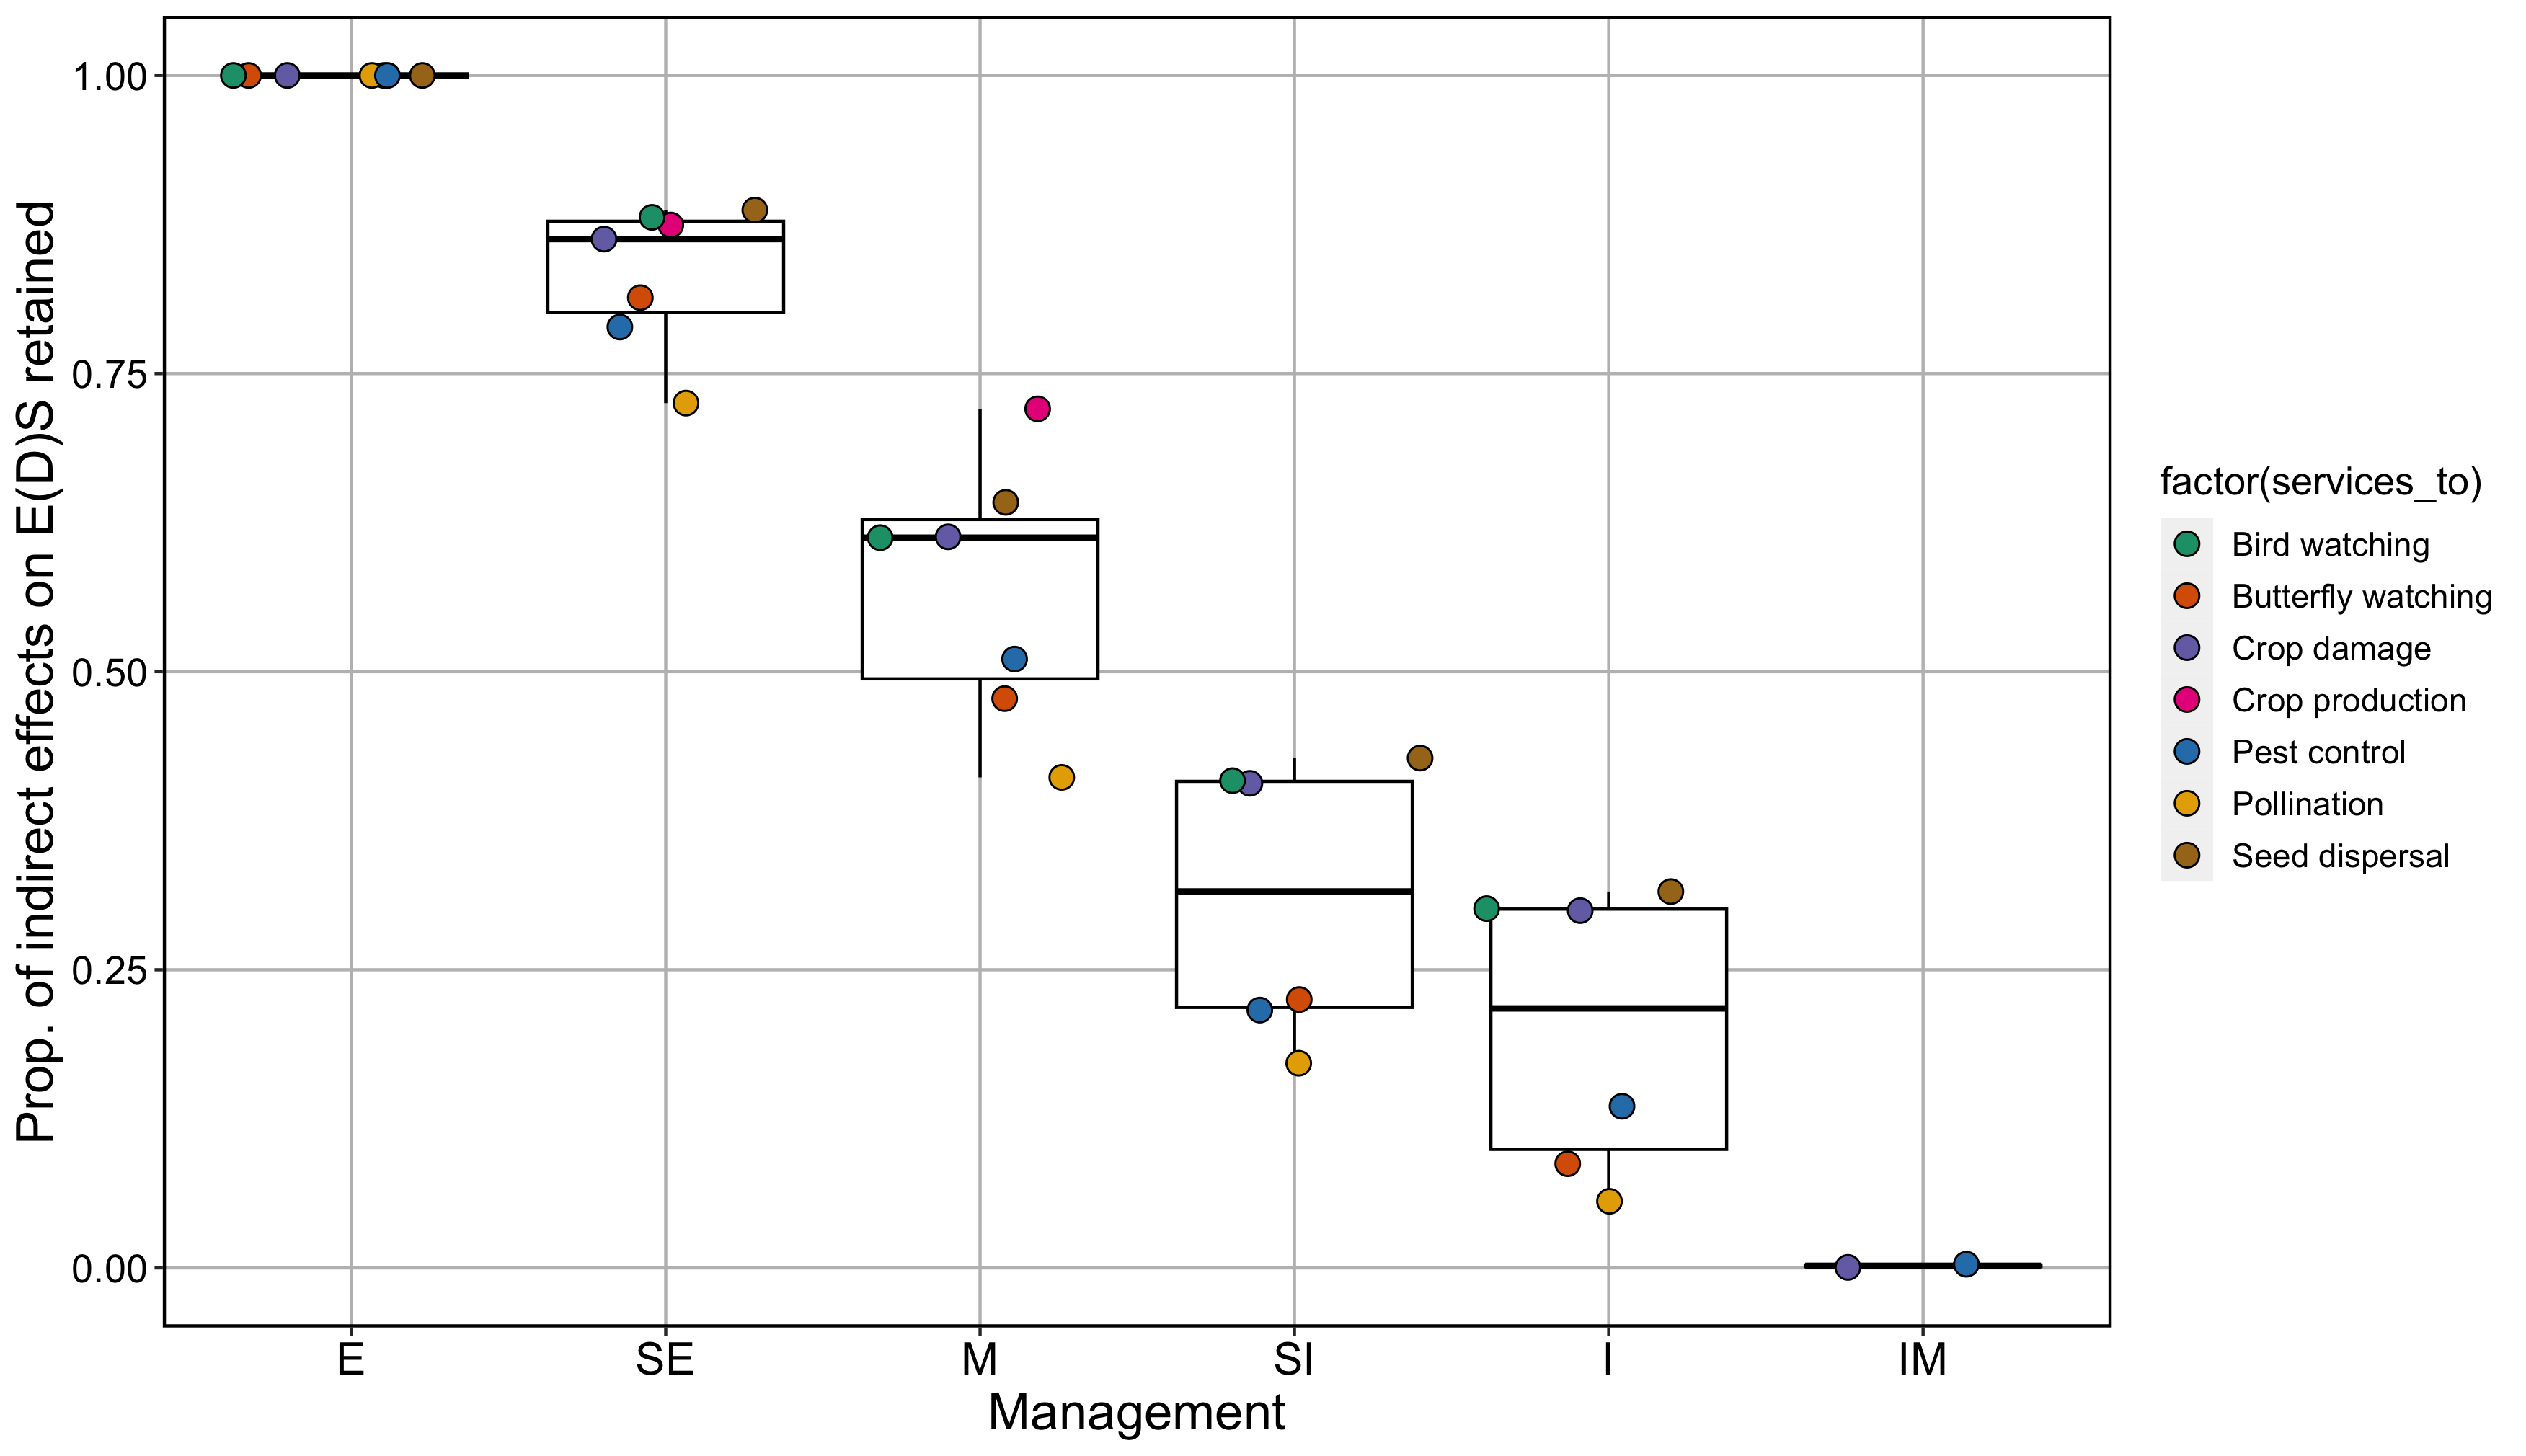 Prop. of indirect effects on E(D)S retained
1.00
0.75
0.50
0.25
0.00
E
SE
M
SI
I
IM
Management
factor(services_to)
Bird watching
Butterfly watching
Crop damage
Crop production
Pest control
Pollination
Seed dispersal